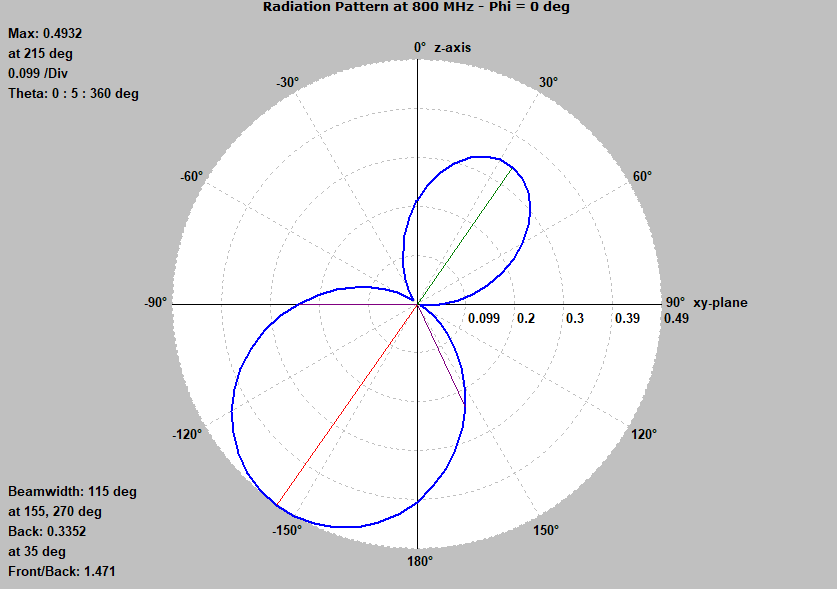 Radiation Pattern at 800 MHz - Phi = 0 deg
Max: 0.4932
at 215 deg
0.099 /Div
Theta: 0 : 5 : 360 deg
0° z-axis
-30° 30°
-60° 60°
-90° 90° xy-plane
0.099 0.2 0.3 0.39 0.49
-120° 120°
-150° 150°
180°
Beamwidth: 115 deg
at 155, 270 deg
Back: 0.3352
at 35 deg
Front/Back: 1.471